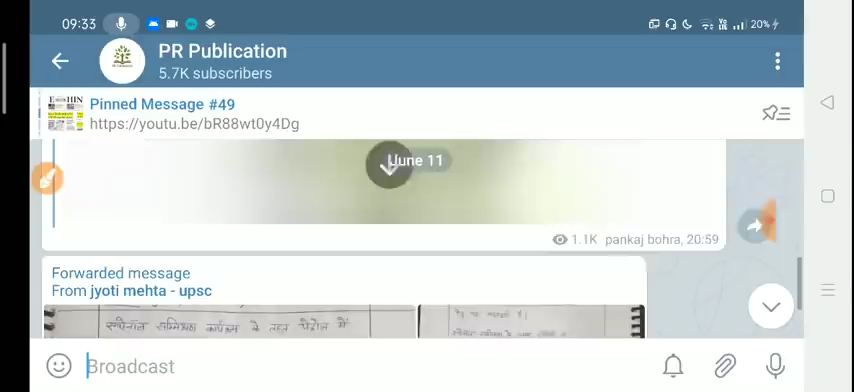 09:33
20%
PR Publication
5.7K subscribers
Pinned Message #49
https://youtu.be/bR88wt0y4Dg
June 11
1.1K pankaj bohra, 20:59
Forwarded message
From jyoti mehta - upsc
के तहत पेट्रोल में
Broadcast